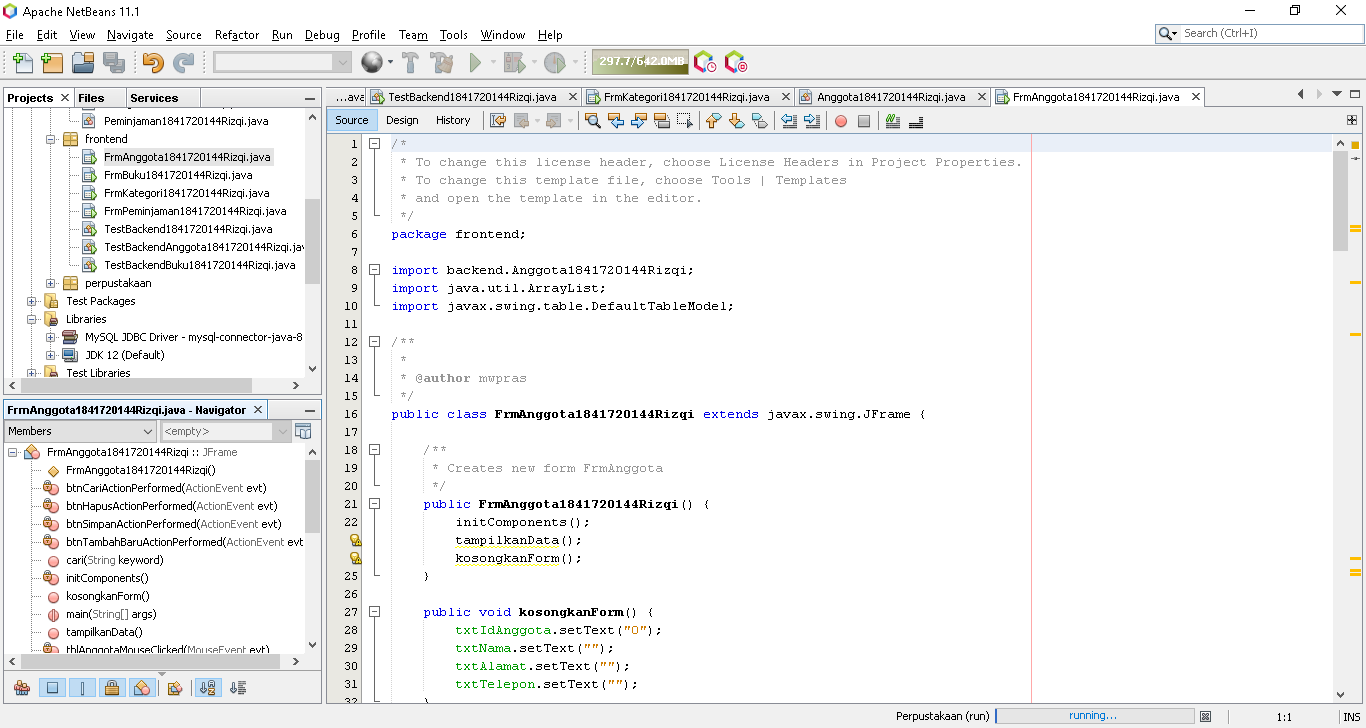 Apache NetBeans 11.1
File Edit View Navigate Source Refactor Run Debug Profile Team Tools Window Help
Search (Ctrl+I)
297.7/642.0MB
Projects Files Services
Peminjaman1841720144Rizqi.java
frontend
FrmAnggota1841720144Rizqi.java
FrmBuku1841720144Rizqi.java
FrmKategori1841720144Rizqi.java
FrmPeminjaman1841720144Rizqi.java
TestBackend1841720144Rizqi.java
TestBackendAnggota1841720144Rizqi.jav
TestBackendBuku1841720144Rizqi.java
perpustakaan
Test Packages
Libraries
MySQL JDBC Driver - mysql-connector-java-8
JDK 12 (Default)
Test Libraries
FrmAnggota1841720144Rizqi.java - Navigator
Members <empty>
FrmAnggota1841720144Rizqi :: JFrame
FrmAnggota1841720144Rizqi()
btnCariActionPerformed(ActionEvent evt)
btnHapusActionPerformed(ActionEvent evt)
btnSimpanActionPerformed(ActionEvent evt)
btnTambahBaruActionPerformed(ActionEvent evt
cari(String keyword)
initComponents()
kosongkanForm()
main(String[] args)
tampilkanData()
tblAnggotaMouseClicked(MouseEvent evt)
...ava TestBackend1841720144Rizqi.java FrmKategori1841720144Rizqi.java Anggota1841720144Rizqi.java FrmAnggota1841720144Rizqi.java
Source Design History
1 /*
2 * To change this license header, choose License Headers in Project Properties.
3 * To change this template file, choose Tools | Templates
4 * and open the template in the editor.
5 */
6 package frontend;
7
8 import backend.Anggota1841720144Rizqi;
9 import java.util.ArrayList;
10 import javax.swing.table.DefaultTableModel;
11
12 /**
13 *
14 * @author mwpras
15 */
16 public class FrmAnggota1841720144Rizqi extends javax.swing.JFrame {
17
18 /**
19 * Creates new form FrmAnggota
20 */
21 public FrmAnggota1841720144Rizqi() {
22 initComponents();
tampilkanData();
kosongkanForm();
25 }
26
27 public void kosongkanForm() {
28 txtIdAnggota.setText("0");
29 txtNama.setText("");
30 txtAlamat.setText("");
31 txtTelepon.setText("");
32 }
Perpustakaan (run) running... 1:1 INS